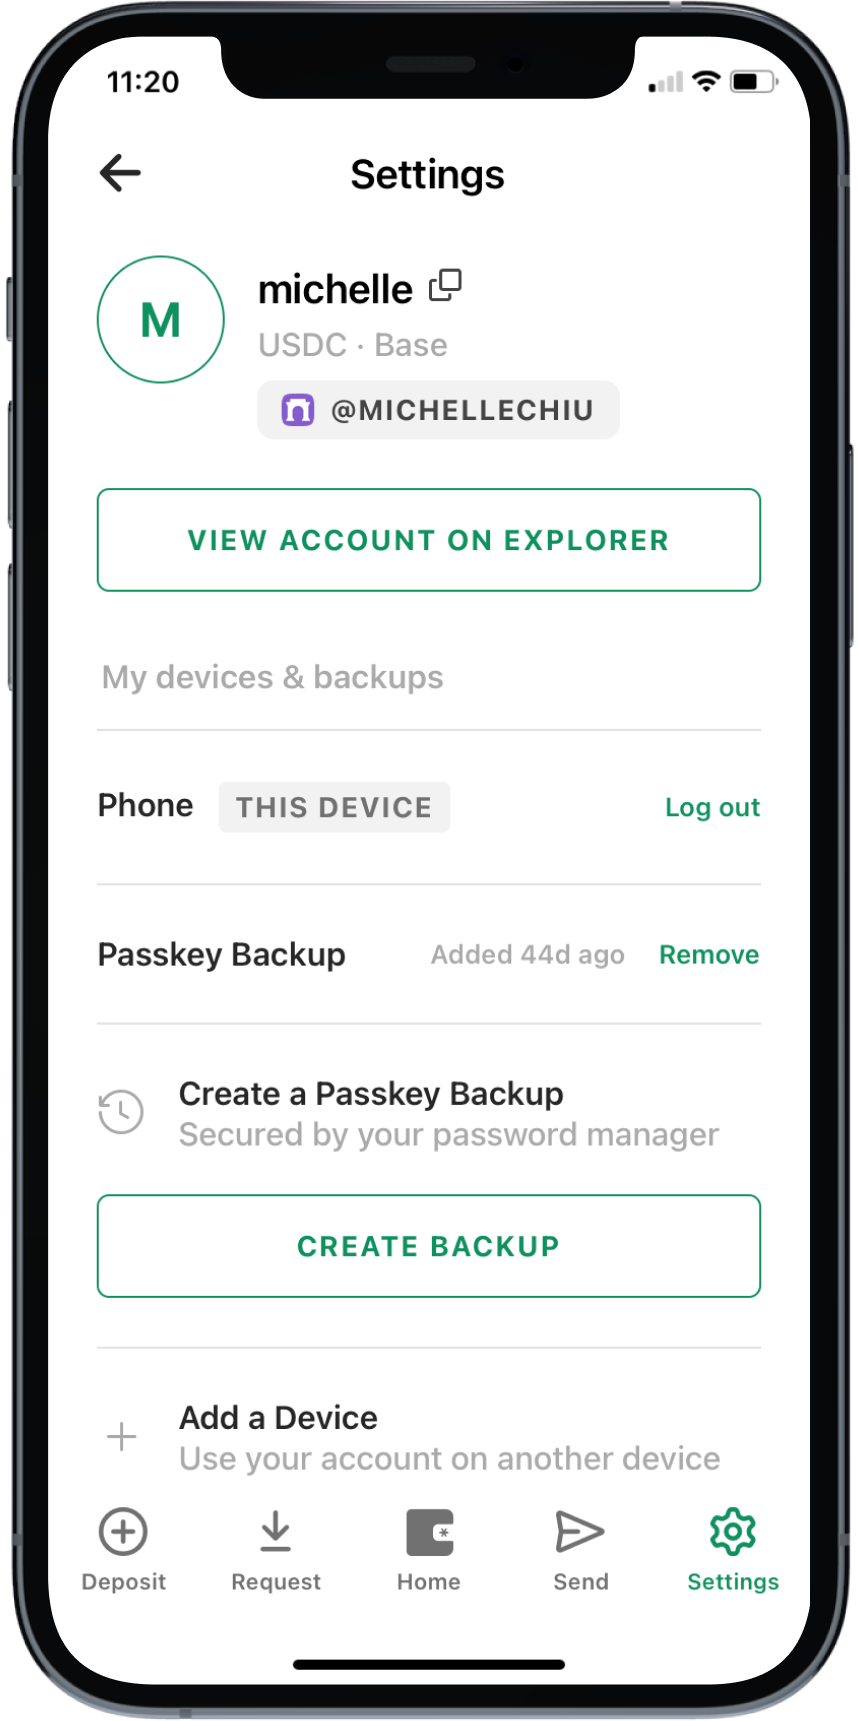 11:20
Settings
M
michelle
USDC · Base
@MICHELLECHIU
VIEW ACCOUNT ON EXPLORER
My devices & backups
Phone THIS DEVICE Log out
Passkey Backup Added 44d ago Remove
Create a Passkey Backup
Secured by your password manager
CREATE BACKUP
Add a Device
Use your account on another device
Deposit Request Home Send Settings